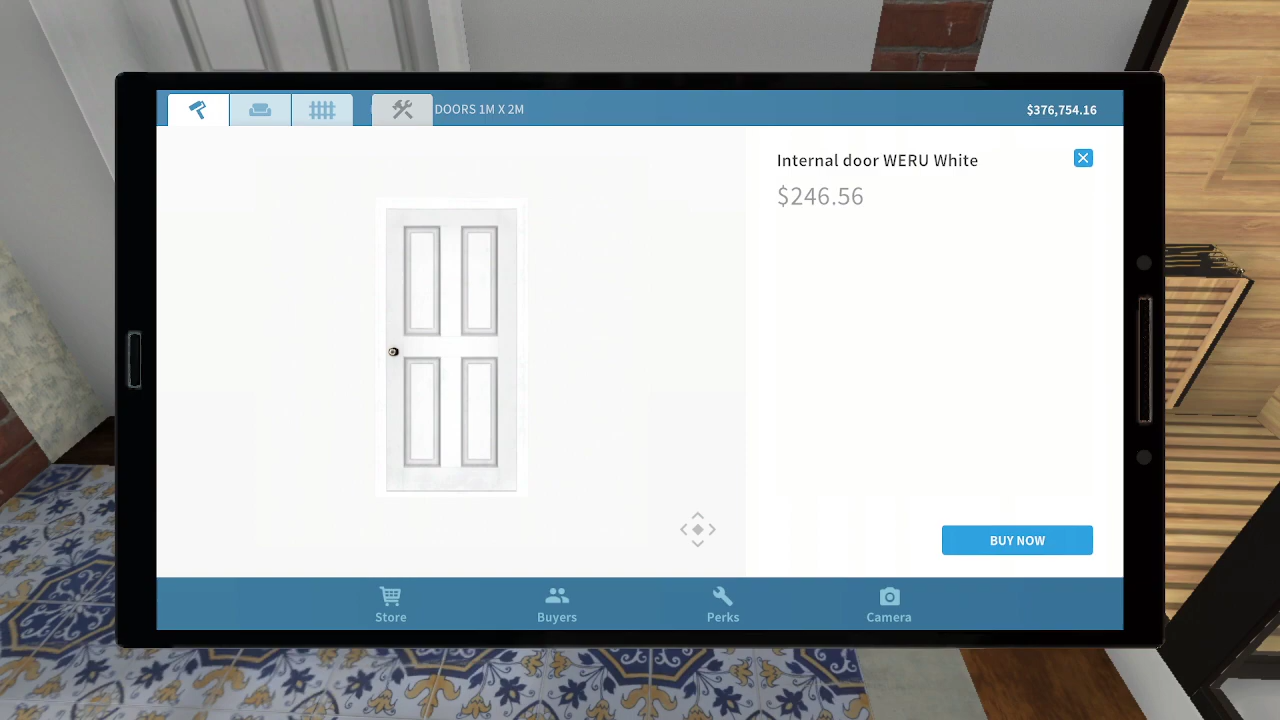 DOORS 1M X 2M
$376,754.16
Internal door WERU White
$246.56
BUY NOW
Store
Buyers
Perks
Camera